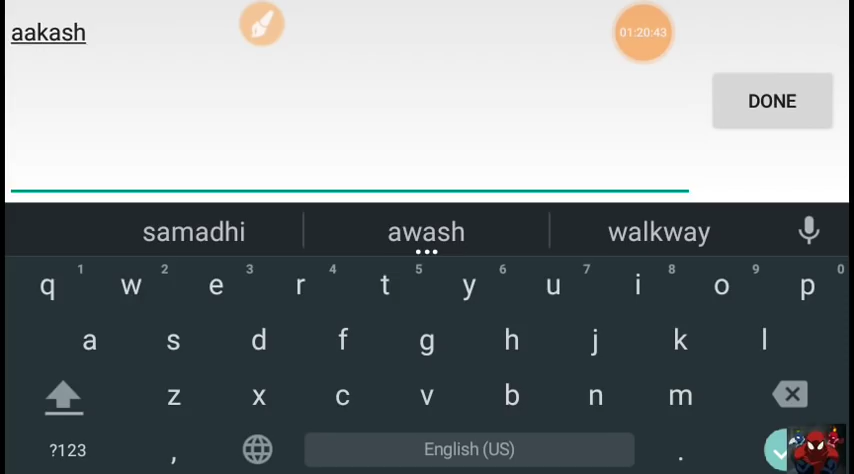 aakash
01:20:43
DONE
samadhi awash walkway
q 1 w 2 e 3 r 4 t 5 y 6 u 7 i 8 o 9 p 0
a s d f g h j k l
z x c v b n m
?123 , English (US) .